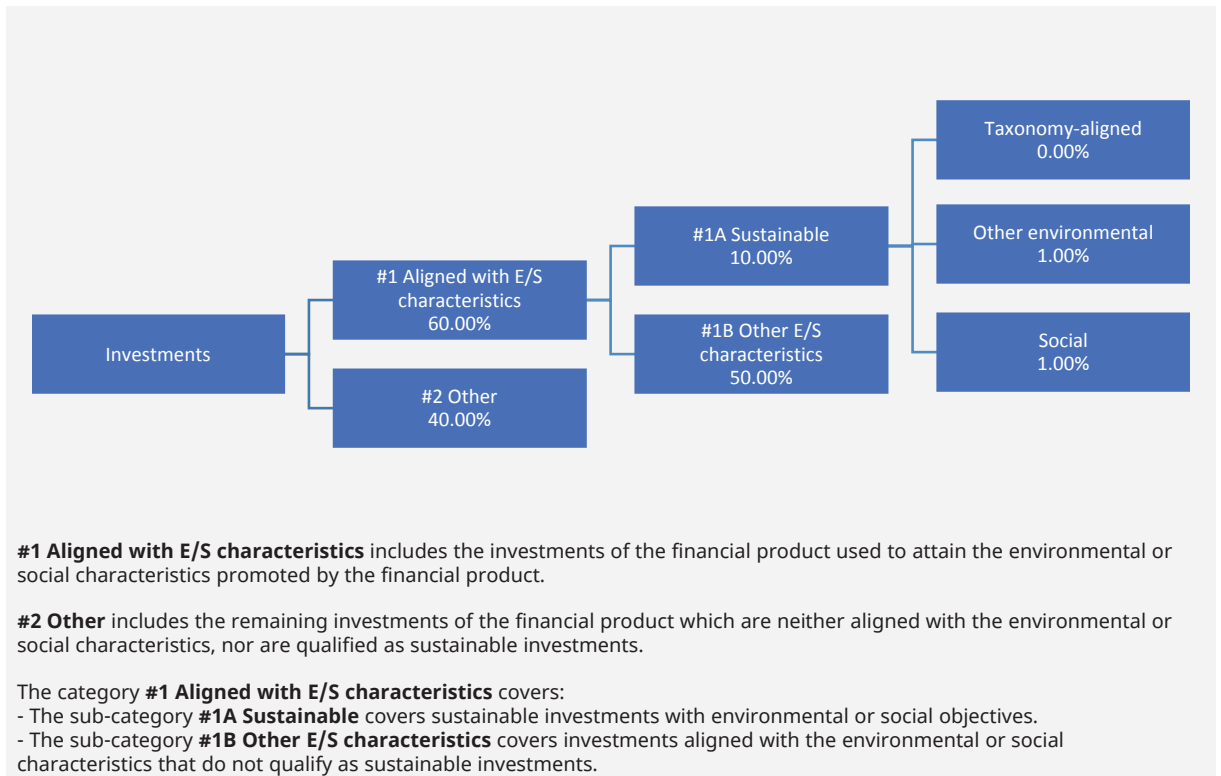 Taxonomy-aligned
0.00%
#1A Sustainable
10.00%
Other environmental
1.00%
#1 Aligned with E/S
characteristics
60.00%
Investments
#1B Other E/S
characteristics
50.00%
Social
1.00%
#2 Other
40.00%
#1 Aligned with E/S characteristics includes the investments of the financial product used to attain the environmental or
social characteristics promoted by the financial product.
#2 Other includes the remaining investments of the financial product which are neither aligned with the environmental or
social characteristics, nor are qualified as sustainable investments.
The category #1 Aligned with E/S characteristics covers:
- The sub-category #1A Sustainable covers sustainable investments with environmental or social objectives.
- The sub-category #1B Other E/S characteristics covers investments aligned with the environmental or social
characteristics that do not qualify as sustainable investments.